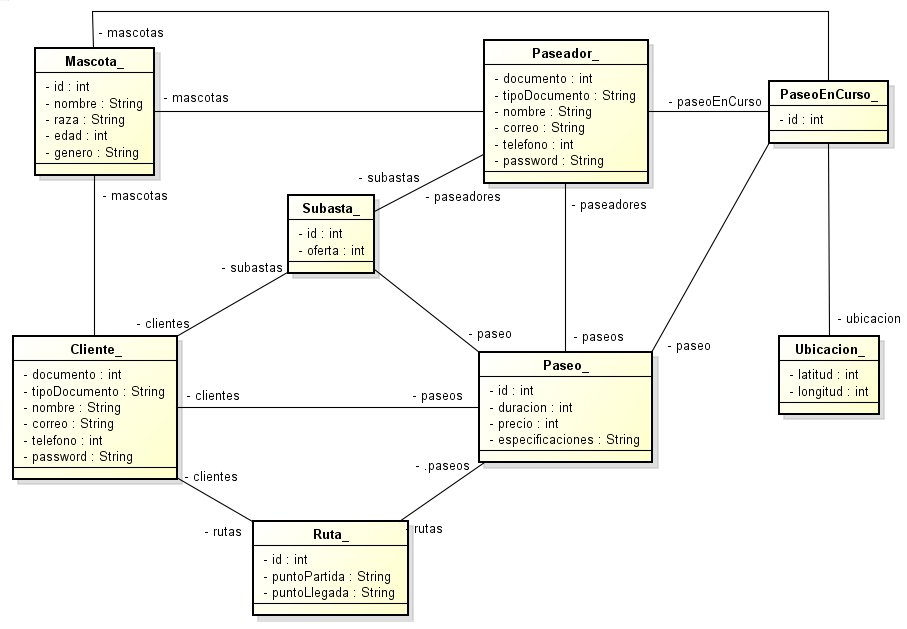 - mascotas
Mascota_
- id : int
- nombre : String
- raza : String
- edad : int
- genero : String
- mascotas
Paseador_
- documento : int
- tipoDocumento : String
- nombre : String
- correo : String
- telefono : int
- password : String
- paseoEnCurso
PaseoEnCurso_
- id : int
- mascotas
- subastas
- paseadores
- paseadores
Subasta_
- id : int
- oferta : int
- subastas
- clientes
- paseo
- paseos
- paseo
- ubicacion
Cliente_
- documento : int
- tipoDocumento : String
- nombre : String
- correo : String
- telefono : int
- password : String
- clientes
- paseos
Paseo_
- id : int
- duracion : int
- precio : int
- especificaciones : String
Ubicacion_
- latitud : int
- longitud : int
- clientes
- .paseos
- rutas
rutas
Ruta_
- id : int
- puntoPartida : String
- puntoLlegada : String